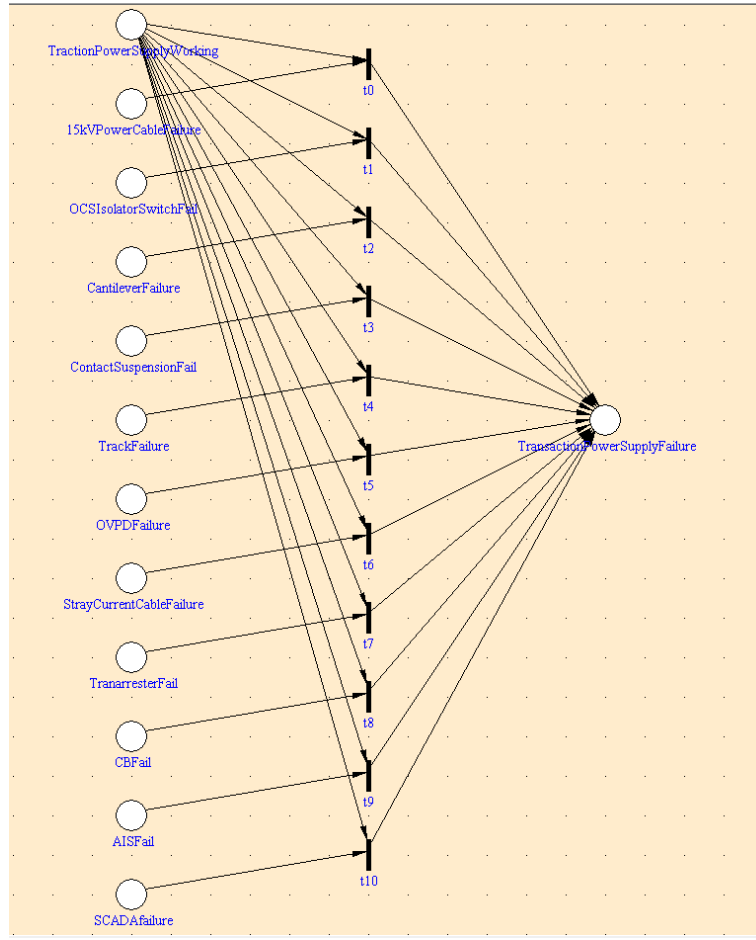 TractionPowerSupplyWorking
t0
15kVPowerCableFailure
t1
OCSIsolatorSwitchFail
t2
CantileverFailure
t3
ContactSuspensionFail
t4
TrackFailure
TransactionPowerSupplyFailure
t5
OVPDFailure
t6
StrayCurrentCableFailure
t7
TranarresterFail
t8
CBFail
t9
AISFail
t10
SCADAfailure